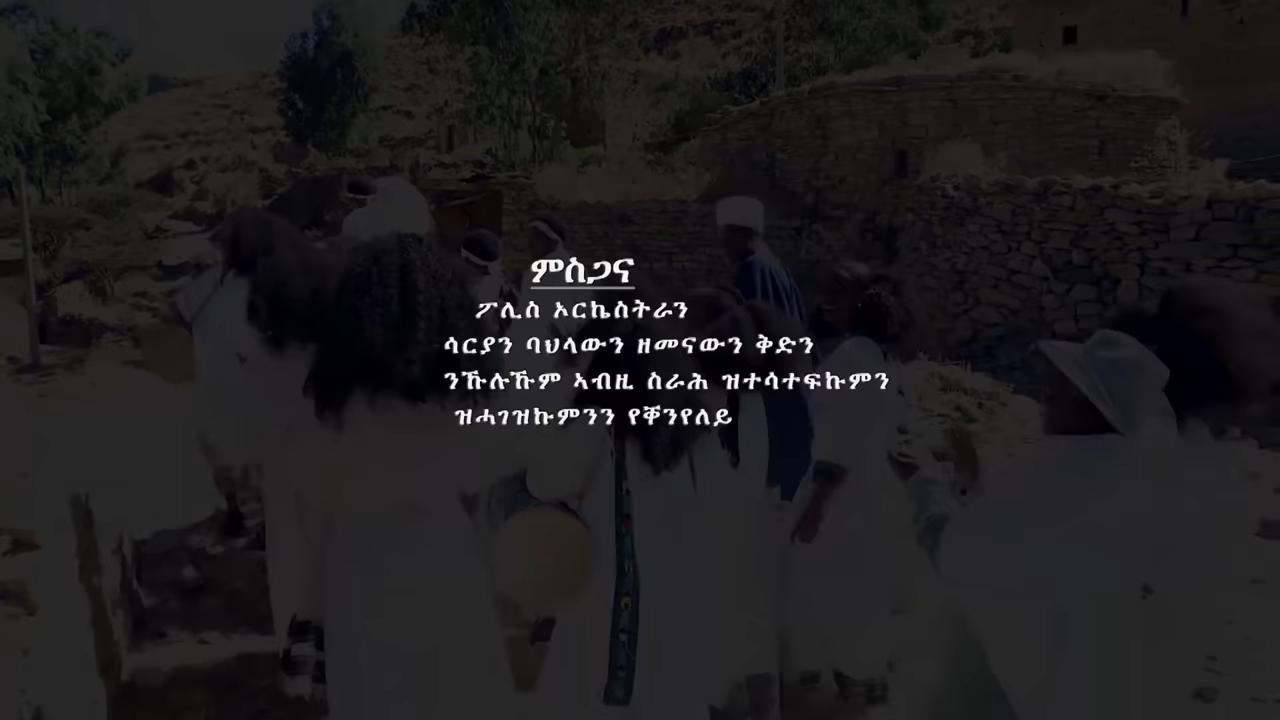 ምስጋና
ፖሊስ ኦርኬስትራን
ሳርያን ባህላውን ዘመናውን ቅድን
ንኹሉኹም ኣብዚ ስራሕ ዝተሳተፍኩምን
ዝሓገዝኩምንን የቐንየለይ